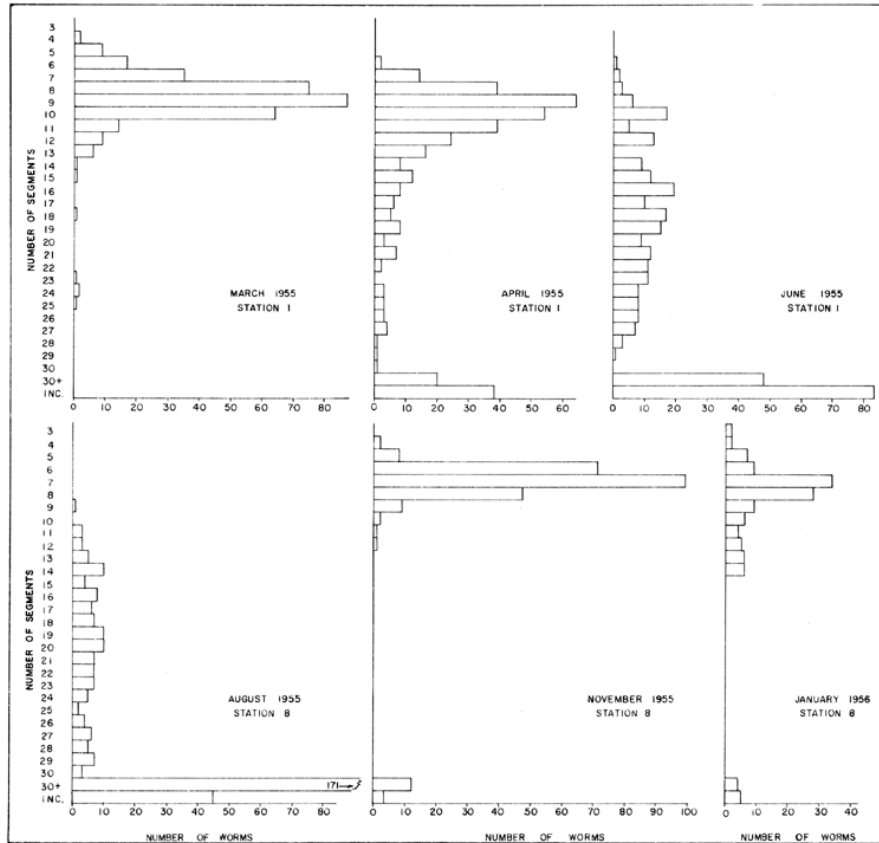 NUMBER OF SEGMENTS
3
4
5
6
7
8
9
10
11
12
13
14
15
16
17
18
19
20
21
22
23
24
25
26
27
28
29
30
30+
INC.
MARCH 1955
STATION 1
APRIL 1955
STATION 1
JUNE 1955
STATION 1
0 10 20 30 40 50 60 70 80
0 10 20 30 40 50 60
0 10 20 30 40 50 60 70 80
NUMBER OF SEGMENTS
3
4
5
6
7
8
9
10
11
12
13
14
15
16
17
18
19
20
21
22
23
24
25
26
27
28
29
30
30+
INC.
AUGUST 1955
STATION 8
171
NOVEMBER 1955
STATION 8
JANUARY 1956
STATION 8
0 10 20 30 40 50 60 70 80
0 10 20 30 40 50 60 70 80 90 100
0 10 20 30 40
NUMBER OF WORMS
NUMBER OF WORMS
NUMBER OF WORMS